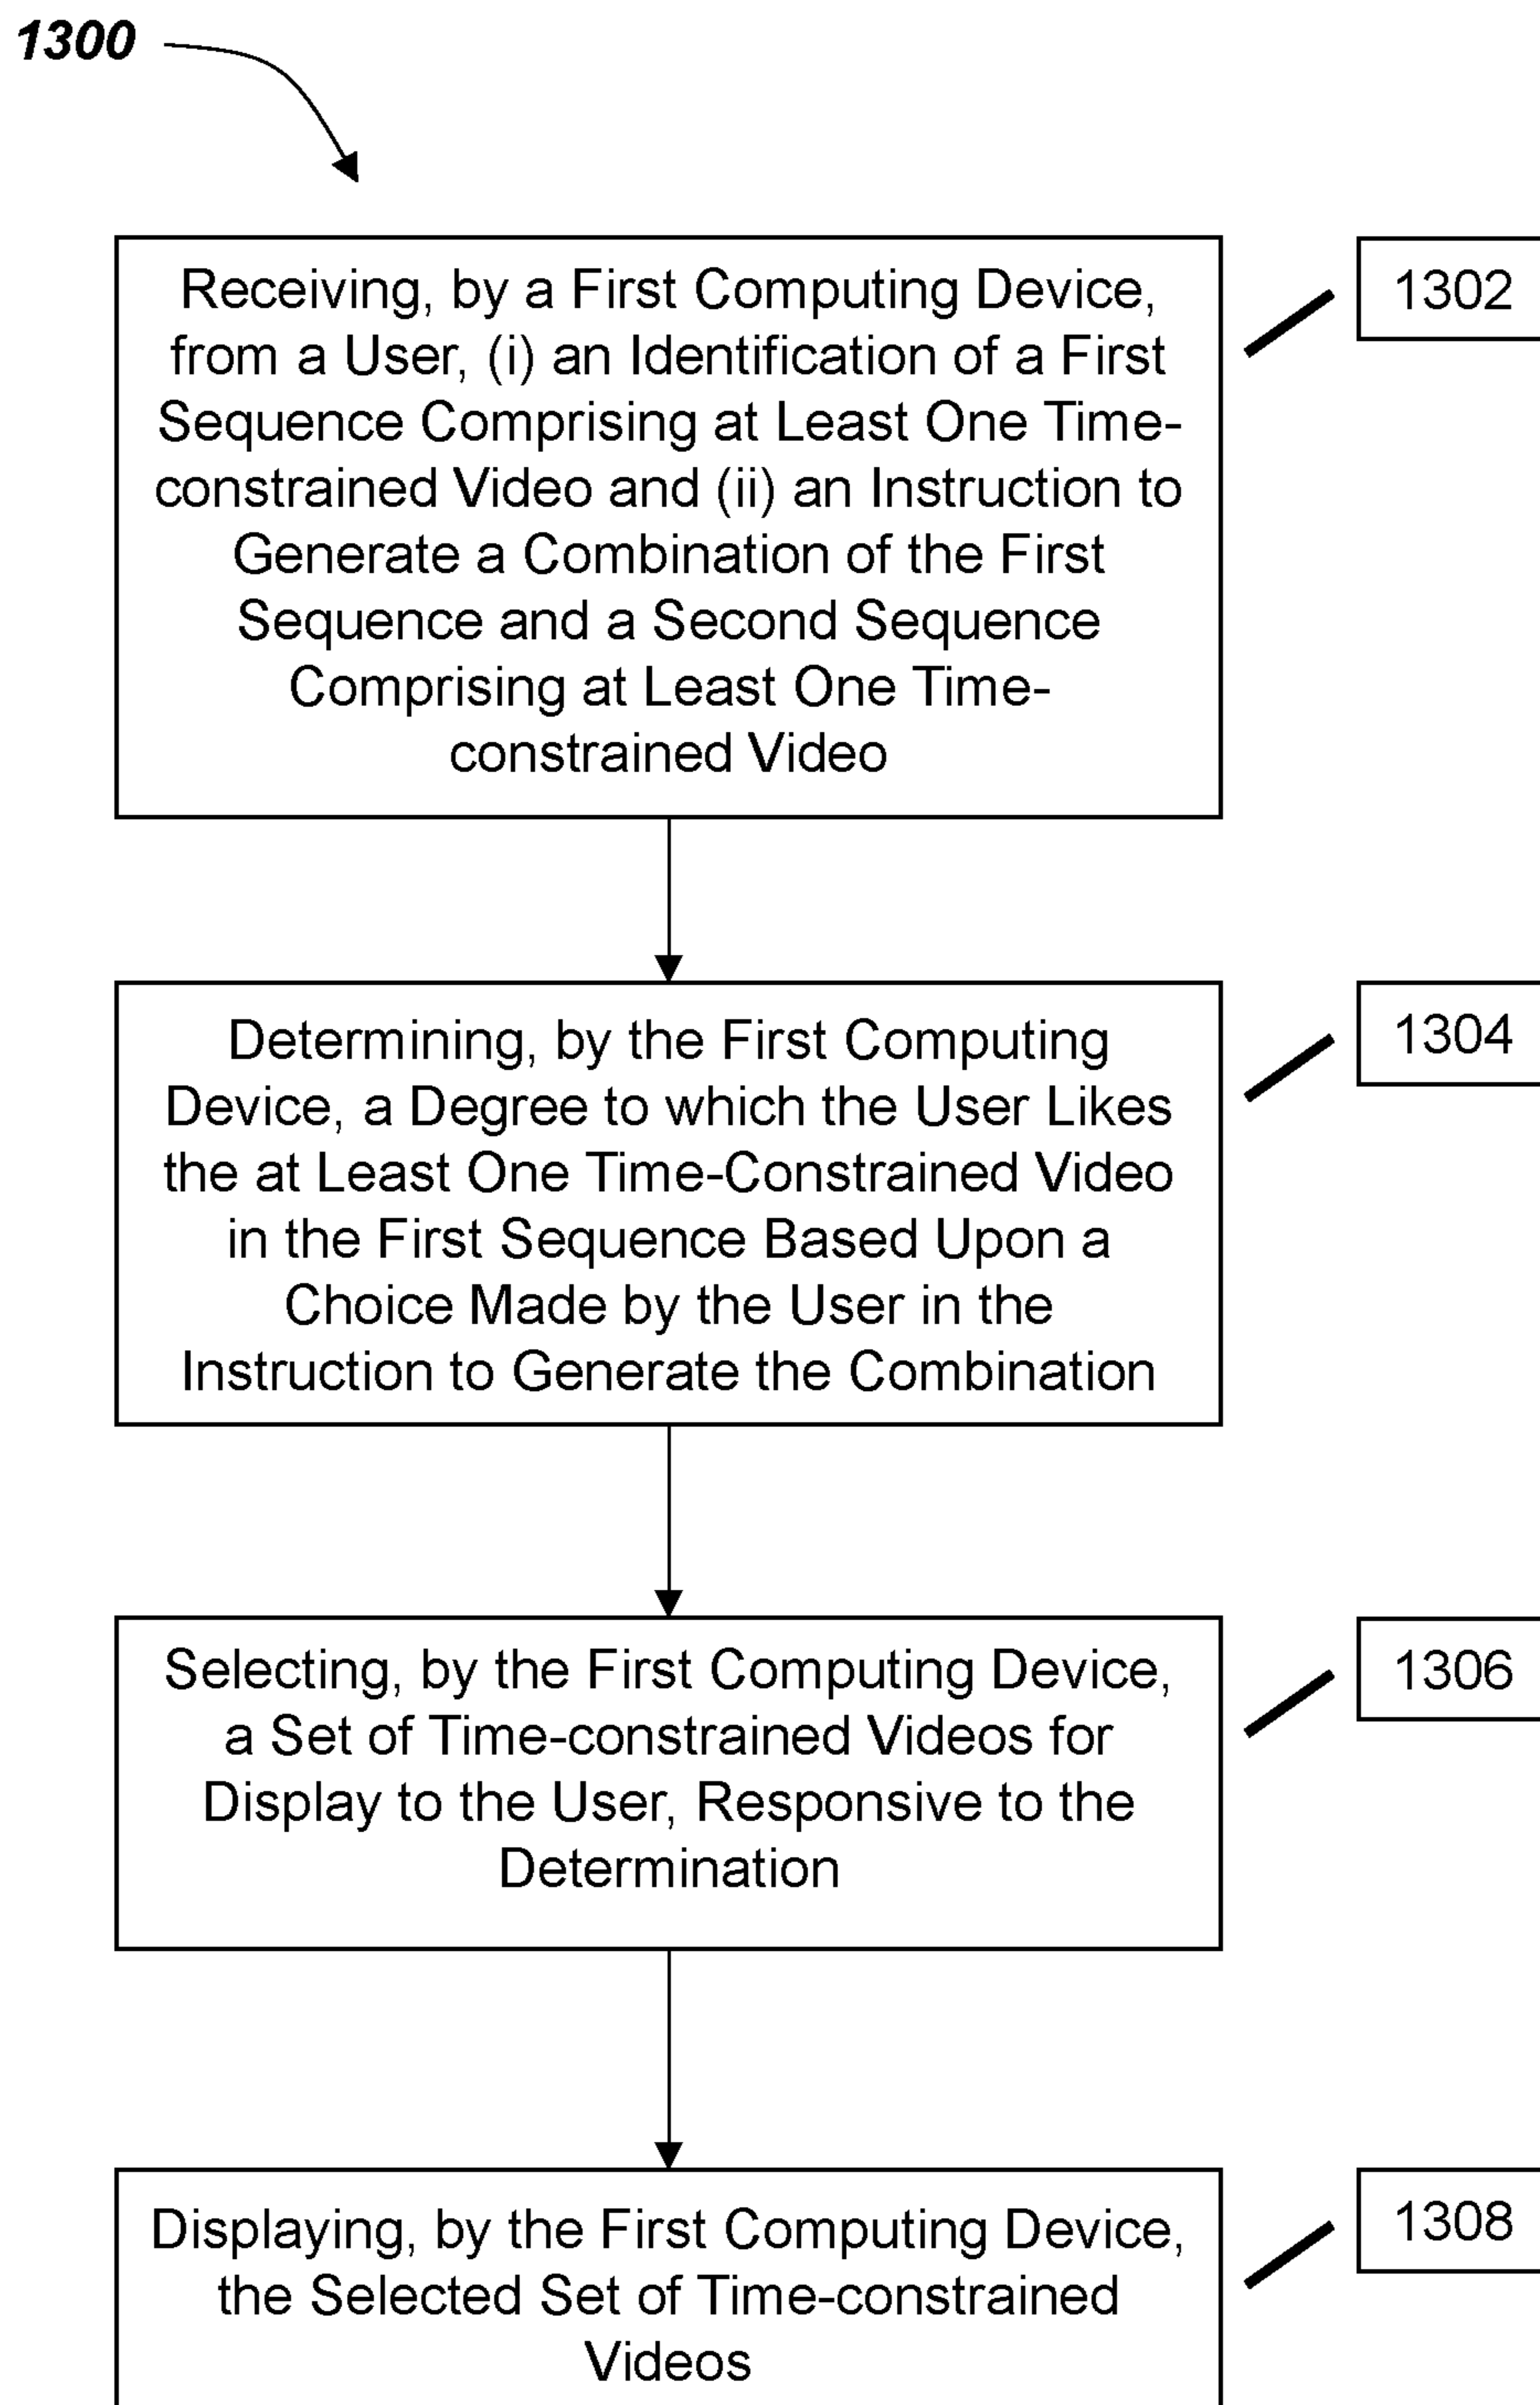 1300
Receiving, by a First Computing Device,
from a User, (i) an Identification of a First
Sequence Comprising at Least One Time-
constrained Video and (ii) an Instruction to
Generate a Combination of the First
Sequence and a Second Sequence
Comprising at Least One Time-
constrained Video
1302
Determining, by the First Computing
Device, a Degree to which the User Likes
the at Least One Time-Constrained Video
in the First Sequence Based Upon a
Choice Made by the User in the
Instruction to Generate the Combination
1304
Selecting, by the First Computing Device,
a Set of Time-constrained Videos for
Display to the User, Responsive to the
Determination
1306
Displaying, by the First Computing Device,
the Selected Set of Time-constrained
Videos
1308